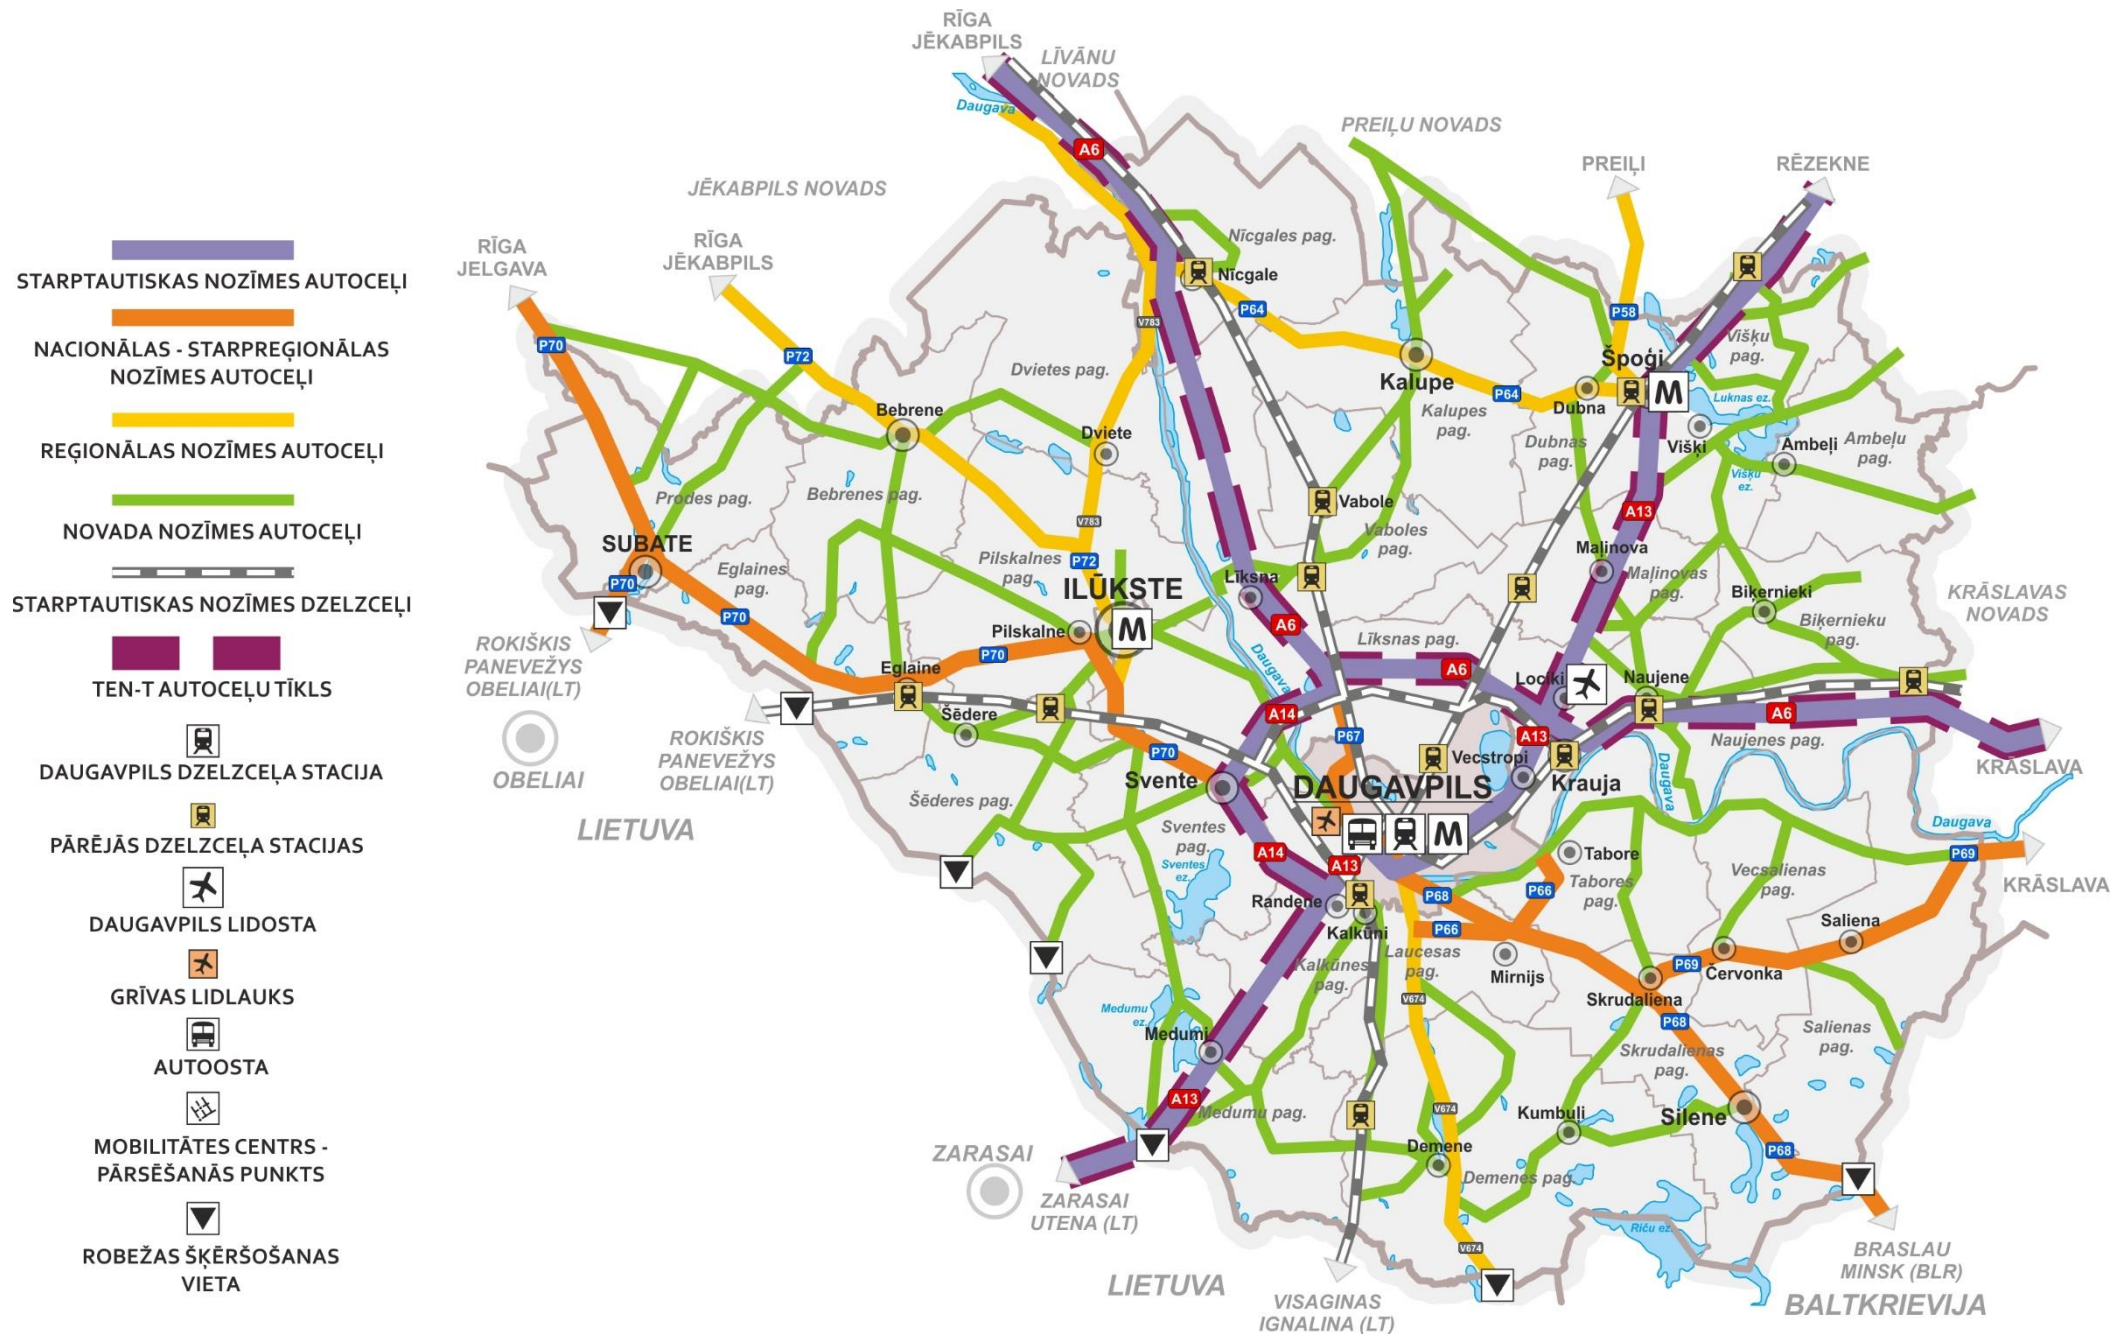 STARPTAUTISKAS NOZĪMES AUTOCEĻI
NACIONĀLAS - STARPREĢIONĀLAS
NOZĪMES AUTOCEĻI
REĢIONĀLAS NOZĪMES AUTOCEĻI
NOVADA NOZĪMES AUTOCEĻI
STARPTAUTISKAS NOZĪMES DZELZCEĻI
TEN-T AUTOCEĻU TĪKLS
DAUGAVPILS DZELZCEĻA STACIJA
PĀRĒJĀS DZELZCEĻA STACIJAS
DAUGAVPILS LIDOSTA
GRĪVAS LIDLAUKS
AUTOOSTA
MOBILITĀTES CENTRS -
PĀRSĒŠANĀS PUNKTS
ROBEŽAS ŠĶĒRŠOŠANAS
VIETA
RĪGA
JĒKABPILS
LĪVĀNU
NOVADS
Daugava
A6
PREIĻU NOVADS
PREIĻI
RĒZEKNE
JĒKABPILS NOVADS
RĪGA
JELGAVA
RĪGA
JĒKABPILS
Nīcgales pag.
Nīcgale
P64
P58
V783
P70
P72
Dvietes pag.
Višķu
pag.
Špoģi
M
Kalupe
P64
Dubna
Luknas ez.
Kalupes
pag.
Bebrene
Dviete
Dubnas
pag.
Višķi
Ambeļi
Ambeļu
pag.
Višķu
ez.
Prodes pag.
Bebrenes pag.
Vabole
A13
V783
Vaboles
pag.
SUBATE
Pilskalnes
pag.
P72
Maļinova
Maļinovas
pag.
Eglaines
pag.
P70
ILŪKSTE
M
Līksna
Biķernieki
KRĀSLAVAS
NOVADS
P70
Pilskalne
A6
Līksnas pag.
Biķernieku
pag.
ROKIŠKIS
PANEVEŽYS
OBELIAI(LT)
P70
Daugava
A6
Eglaine
Lociki
Naujene
Šēdere
A14
A6
OBELIAI
ROKIŠKIS
PANEVEŽYS
OBELIAI(LT)
P70
P67
A13
Vecstropi
Naujenes pag.
Daugava
KRĀSLAVA
Svente
DAUGAVPILS
Krauja
Šēderes pag.
LIETUVA
Sventes
pag.
Sventes
ez.
M
Daugava
A14
A13
Tabore
P69
Tabores
pag.
Vecsalienas
pag.
KRĀSLAVA
P68
P66
Randene
Kalkūni
P66
Saliena
Laucesas
pag.
Kalkūnes
pag.
Mirnijs
P69
Červonka
Skrudaliena
V674
Medumu
ez.
Medumi
P68
Salienas
pag.
Skrudalienas
pag.
A13
Medumu pag.
V674
Kumbuļi
Silene
ZARASAI
Demene
P68
Demenes pag.
ZARASAI
UTENA (LT)
Riču ez.
V674
LIETUVA
VISAGINAS
IGNALINA (LT)
BRASLAU
MINSK (BLR)
BALTKRIEVIJA